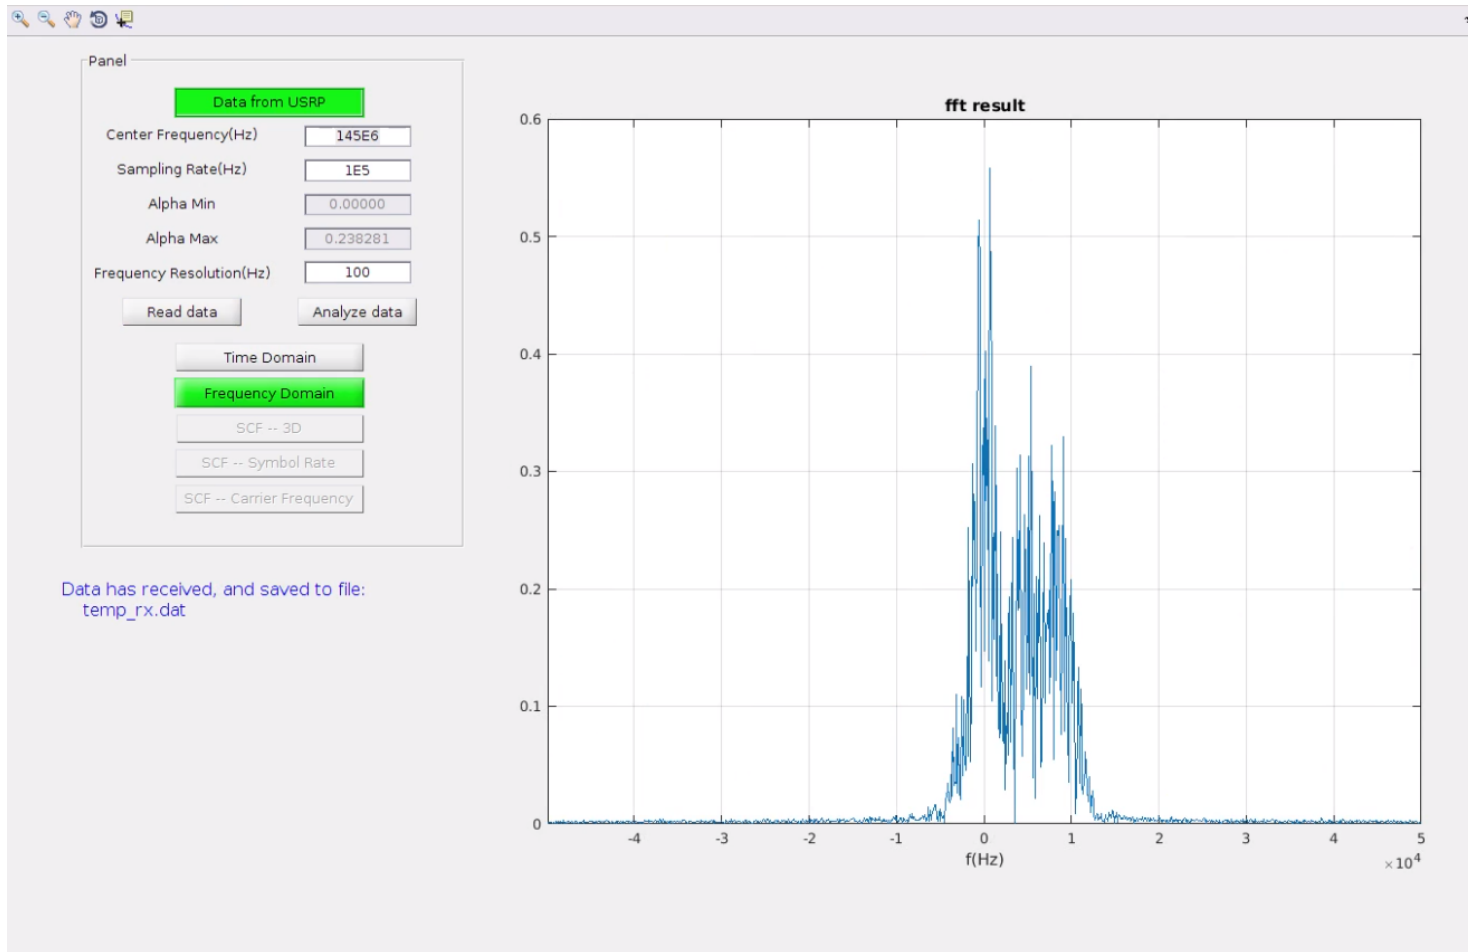 Panel
Data from USRP
Center Frequency(Hz) 145E6
Sampling Rate(Hz) 1E5
Alpha Min 0.00000
Alpha Max 0.238281
Frequency Resolution(Hz) 100
Read data Analyze data
Time Domain
Frequency Domain
SCF -- 3D
SCF -- Symbol Rate
SCF -- Carrier Frequency
Data has received, and saved to file:
temp_rx.dat
fft result
0.6
0.5
0.4
0.3
0.2
0.1
0
-4 -3 -2 -1 0 1 2 3 4 5
f(Hz)
×10⁴